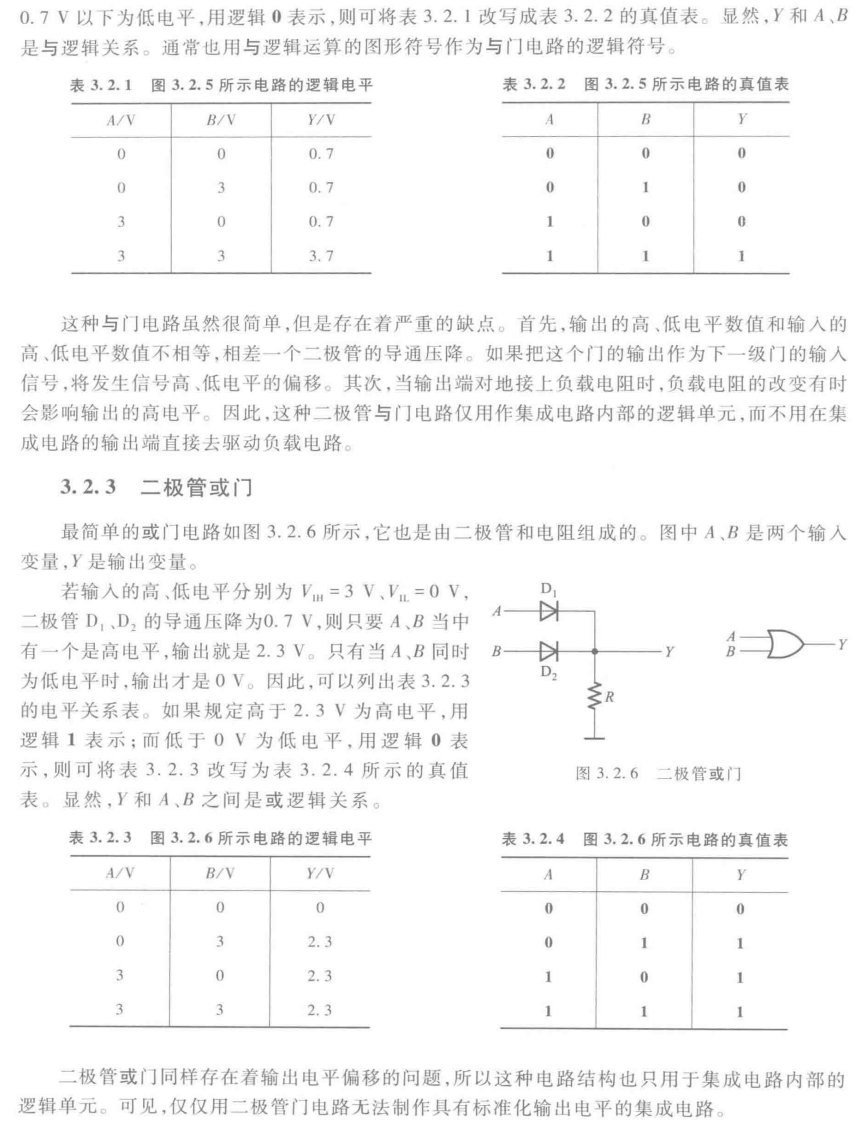 0.7 V 以下为低电平,用逻辑 0 表示,则可将表 3.2.1 改写成表 3.2.2 的真值表。显然,Y 和 A、B
是与逻辑关系。通常也用与逻辑运算的图形符号作为与门电路的逻辑符号。
表 3.2.1 图 3.2.5 所示电路的逻辑电平
A/V B/V Y/V
0 0 0.7
0 3 0.7
3 0 0.7
3 3 3.7
表 3.2.2 图 3.2.5 所示电路的真值表
A B Y
0 0 0
0 1 0
1 0 0
1 1 1
这种与门电路虽然很简单,但是存在着严重的缺点。首先,输出的高、低电平数值和输入的
高、低电平数值不相等,相差一个二极管的导通压降。如果把这个门的输出作为下一级门的输入
信号,将发生信号高、低电平的偏移。其次,当输出端对地接上负载电阻时,负载电阻的改变有时
会影响输出的高电平。因此,这种二极管与门电路仅用作集成电路内部的逻辑单元,而不用在集
成电路的输出端直接去驱动负载电路。
3.2.3 二极管或门
最简单的或门电路如图 3.2.6 所示,它也是由二极管和电阻组成的。图中 A、B 是两个输入
变量,Y 是输出变量。
若输入的高、低电平分别为 VIH = 3 V、VIL = 0 V,
二极管 D1、D2 的导通压降为0.7 V,则只要 A、B 当中
有一个是高电平,输出就是 2.3 V。只有当 A、B 同时
为低电平时,输出才是 0 V。因此,可以列出表 3.2.3
的电平关系表。如果规定高于 2.3 V 为高电平,用
逻辑 1 表示;而低于 0 V 为低电平,用逻辑 0 表
示,则可将表 3.2.3 改写为表 3.2.4 所示的真值
表。显然,Y 和 A、B 之间是或逻辑关系。
D1
A
B
Y
D2
R
A
B
Y
图 3.2.6 二极管或门
表 3.2.3 图 3.2.6 所示电路的逻辑电平
A/V B/V Y/V
0 0 0
0 3 2.3
3 0 2.3
3 3 2.3
表 3.2.4 图 3.2.6 所示电路的真值表
A B Y
0 0 0
0 1 1
1 0 1
1 1 1
二极管或门同样存在着输出电平偏移的问题,所以这种电路结构也只用于集成电路内部的
逻辑单元。可见,仅仅用二极管门电路无法制作具有标准化输出电平的集成电路。